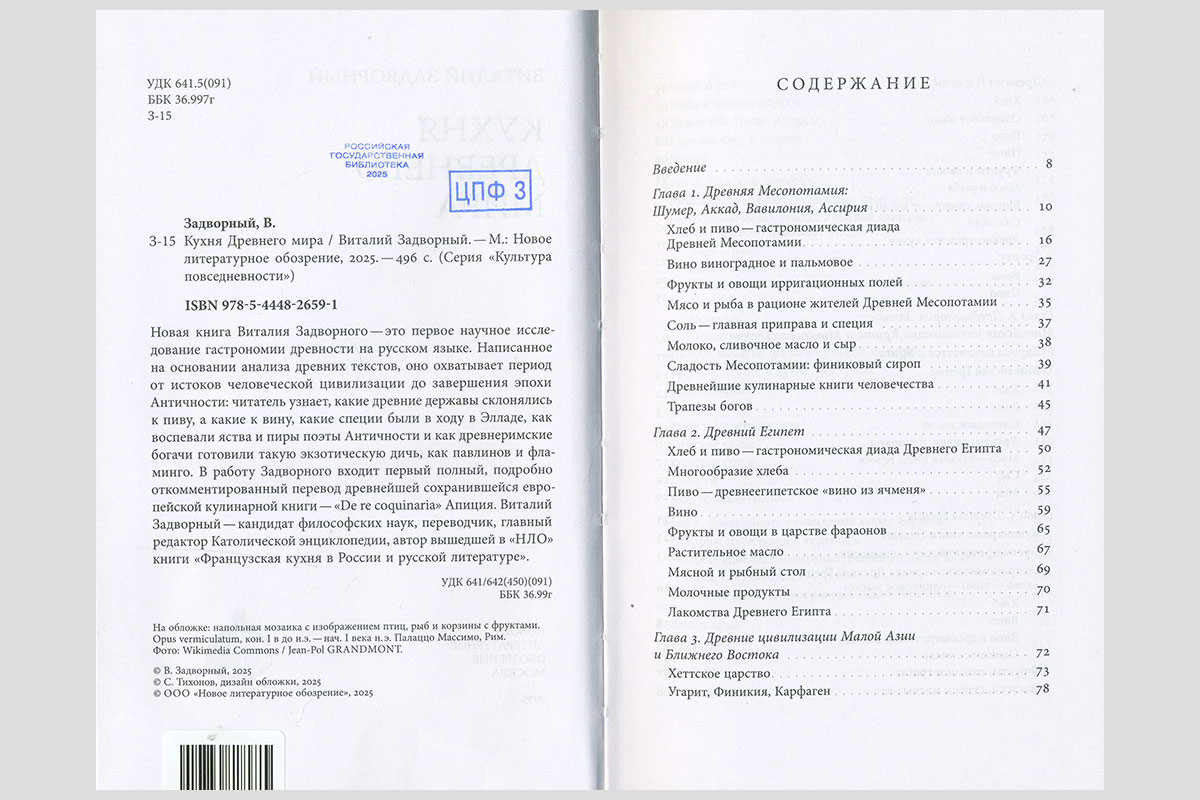 УДК 641.5(091)
ББК 36.997г
З-15
РОССИЙСКАЯ
ГОСУДАРСТВЕННАЯ
БИБЛИОТЕКА
2025
ЦПФ 3
Задворный, В.
З-15 Кухня Древнего мира / Виталий Задворный. — М.: Новое
литературное обозрение, 2025. — 496 с. (Серия «Культура
повседневности»)
ISBN 978-5-4448-2659-1
Новая книга Виталия Задворного — это первое научное иссле-
дование гастрономии древности на русском языке. Написанное
на основании анализа древних текстов, оно охватывает период
от истоков человеческой цивилизации до завершения эпохи
Античности: читатель узнает, какие древние державы склонялись
к пиву, а какие к вину, какие специи были в ходу в Элладе, как
воспевали яства и пиры поэты Античности и как древнеримские
богачи готовили такую экзотическую дичь, как павлинов и фла-
минго. В работу Задворного входит первый полный, подробно
откомментированный перевод древнейшей сохранившейся евро-
пейской кулинарной книги — «De re coquinaria» Апиция. Виталий
Задворный — кандидат философских наук, переводчик, главный
редактор Католической энциклопедии, автор вышедшей в «НЛО»
книги «Французская кухня в России и русской литературе».
УДК 641/642(450)(091)
ББК 36.99г
На обложке: напольная мозаика с изображением птиц, рыб и корзины с фруктами.
Opus vermiculatum, кон. I в до н.э. — нач. I века н.э. Палаццо Массимо, Рим.
Фото: Wikimedia Commons / Jean-Pol GRANDMONT.
© В. Задворный, 2025
© С. Тихонов, дизайн обложки, 2025
© ООО «Новое литературное обозрение», 2025
СОДЕРЖАНИЕ
Введение 8
Глава 1. Древняя Месопотамия:
Шумер, Аккад, Вавилония, Ассирия 10
Хлеб и пиво — гастрономическая диада
Древней Месопотамии 16
Вино виноградное и пальмовое 27
Фрукты и овощи ирригационных полей 32
Мясо и рыба в рационе жителей Древней Месопотамии 35
Соль — главная приправа и специя 37
Молоко, сливочное масло и сыр 38
Сладость Месопотамии: финиковый сироп 39
Древнейшие кулинарные книги человечества 41
Трапезы богов 45
Глава 2. Древний Египет 47
Хлеб и пиво — гастрономическая диада Древнего Египта 50
Многообразие хлеба 52
Пиво — древнеегипетское «вино из ячменя» 55
Вино 59
Фрукты и овощи в царстве фараонов 65
Растительное масло 67
Мясной и рыбный стол 69
Молочные продукты 70
Лакомства Древнего Египта 71
Глава 3. Древние цивилизации Малой Азии
и Ближнего Востока 72
Хеттское царство 73
Угарит, Финикия, Карфаген 78